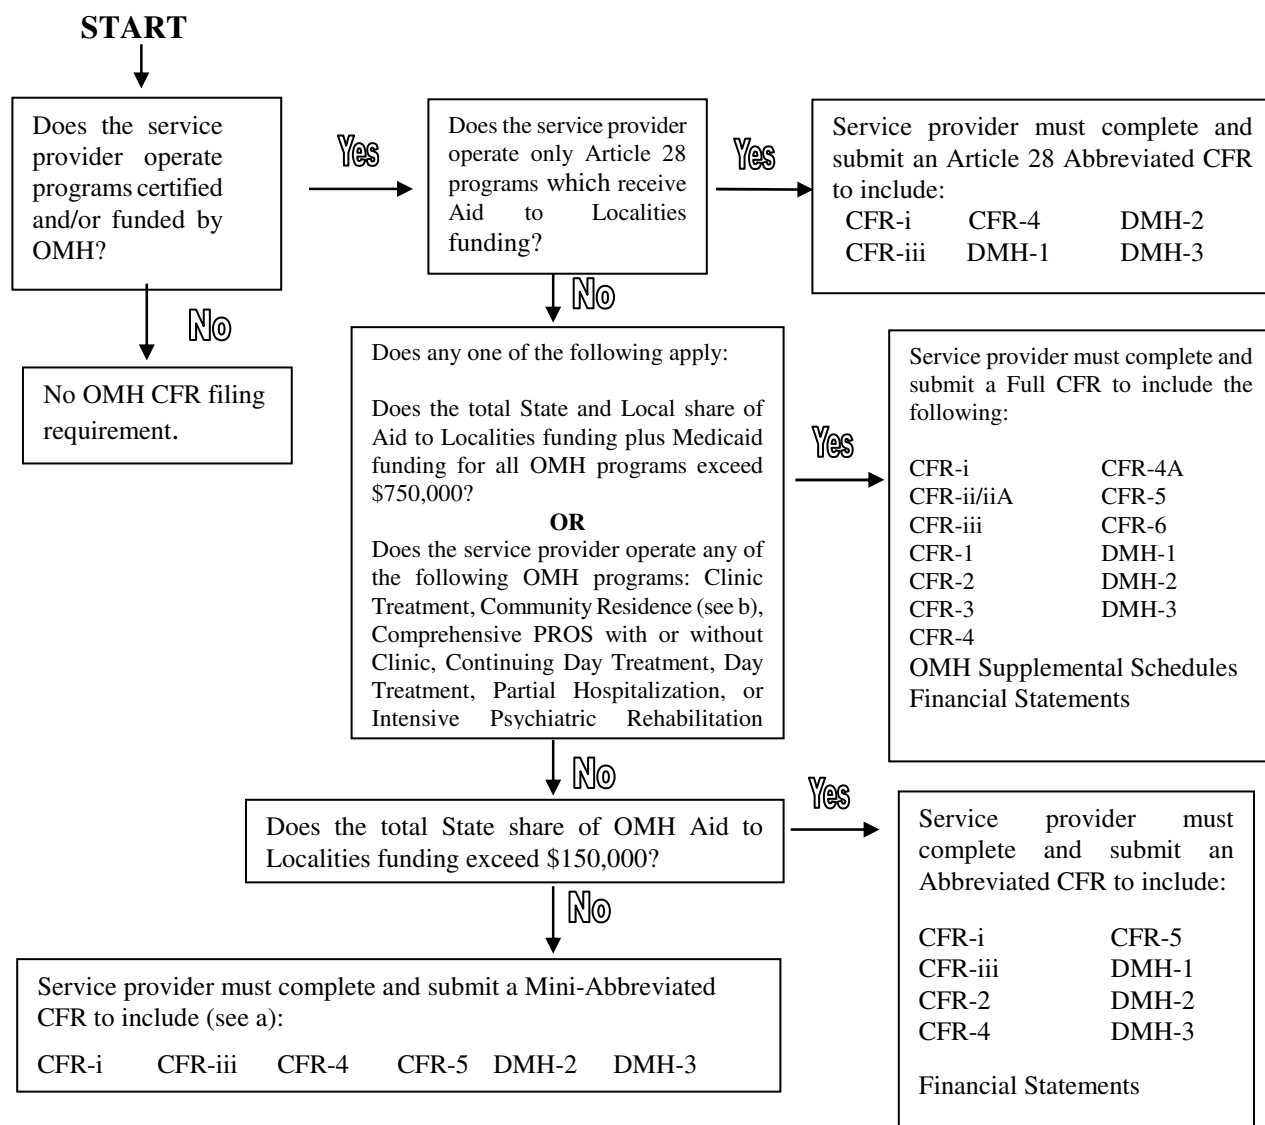 START
Does the service
provider operate
programs certified
and/or funded by
OMH?
Yes
Does the service provider
operate only Article 28
programs which receive
Aid to Localities
funding?
Yes
Service provider must complete and
submit an Article 28 Abbreviated CFR
to include:
CFR-i CFR-4 DMH-2
CFR-iii DMH-1 DMH-3
No
No OMH CFR filing
requirement.
No
Does any one of the following apply:
Does the total State and Local share of
Aid to Localities funding plus Medicaid
funding for all OMH programs exceed
$750,000?
OR
Does the service provider operate any of
the following OMH programs: Clinic
Treatment, Community Residence (see b),
Comprehensive PROS with or without
Clinic, Continuing Day Treatment, Day
Treatment, Partial Hospitalization, or
Intensive Psychiatric Rehabilitation
Yes
Service provider must complete and
submit a Full CFR to include the
following:
CFR-i CFR-4A
CFR-ii/iiA CFR-5
CFR-iii CFR-6
CFR-1 DMH-1
CFR-2 DMH-2
CFR-3 DMH-3
CFR-4
OMH Supplemental Schedules
Financial Statements
No
Does the total State share of OMH Aid to
Localities funding exceed $150,000?
Yes
Service provider must
complete and submit an
Abbreviated CFR to include:
CFR-i CFR-5
CFR-iii DMH-1
CFR-2 DMH-2
CFR-4 DMH-3
Financial Statements
No
Service provider must complete and submit a Mini-Abbreviated
CFR to include (see a):
CFR-i CFR-iii CFR-4 CFR-5 DMH-2 DMH-3